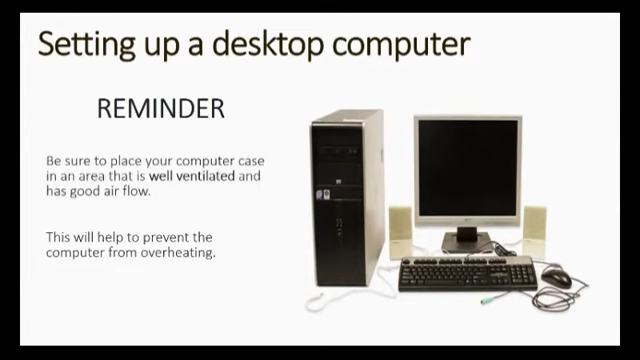 Setting up a desktop computer
REMINDER
Be sure to place your computer case
in an area that is well ventilated and
has good air flow.
This will help to prevent the
computer from overheating.